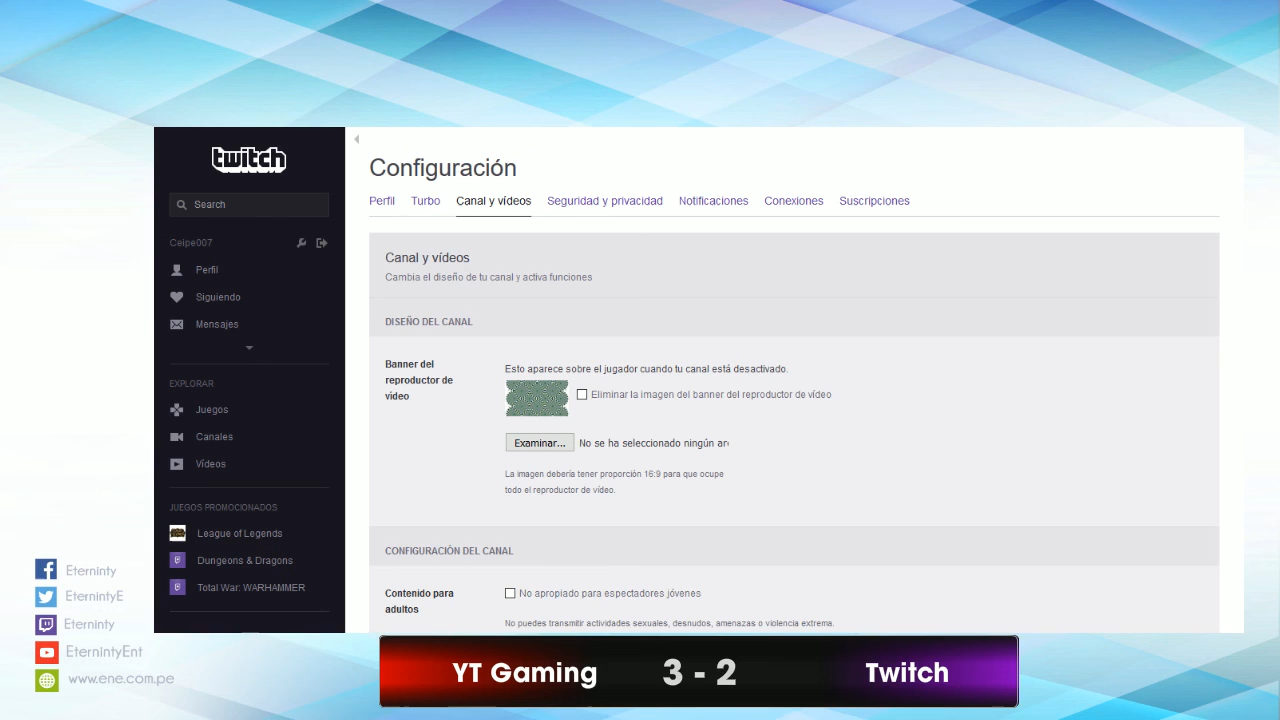 twitch
Search
Ceipe007
Perfil
Siguiendo
Mensajes
EXPLORAR
Juegos
Canales
Vídeos
JUEGOS PROMOCIONADOS
League of Legends
Dungeons & Dragons
Total War: WARHAMMER
Configuración
Perfil Turbo Canal y vídeos Seguridad y privacidad Notificaciones Conexiones Suscripciones
Canal y vídeos
Cambia el diseño de tu canal y activa funciones
DISEÑO DEL CANAL
Banner del
reproductor de
vídeo
Esto aparece sobre el jugador cuando tu canal está desactivado.
Eliminar la imagen del banner del reproductor de vídeo
Examinar... No se ha seleccionado ningún arc
La imagen debería tener proporción 16:9 para que ocupe
todo el reproductor de vídeo.
CONFIGURACIÓN DEL CANAL
Contenido para
adultos
No apropiado para espectadores jóvenes
No puedes transmitir actividades sexuales, desnudos, amenazas o violencia extrema.
Eterninty
EternintyE
Eterninty
EternintyEnt
www.ene.com.pe
YT Gaming 3 - 2 Twitch